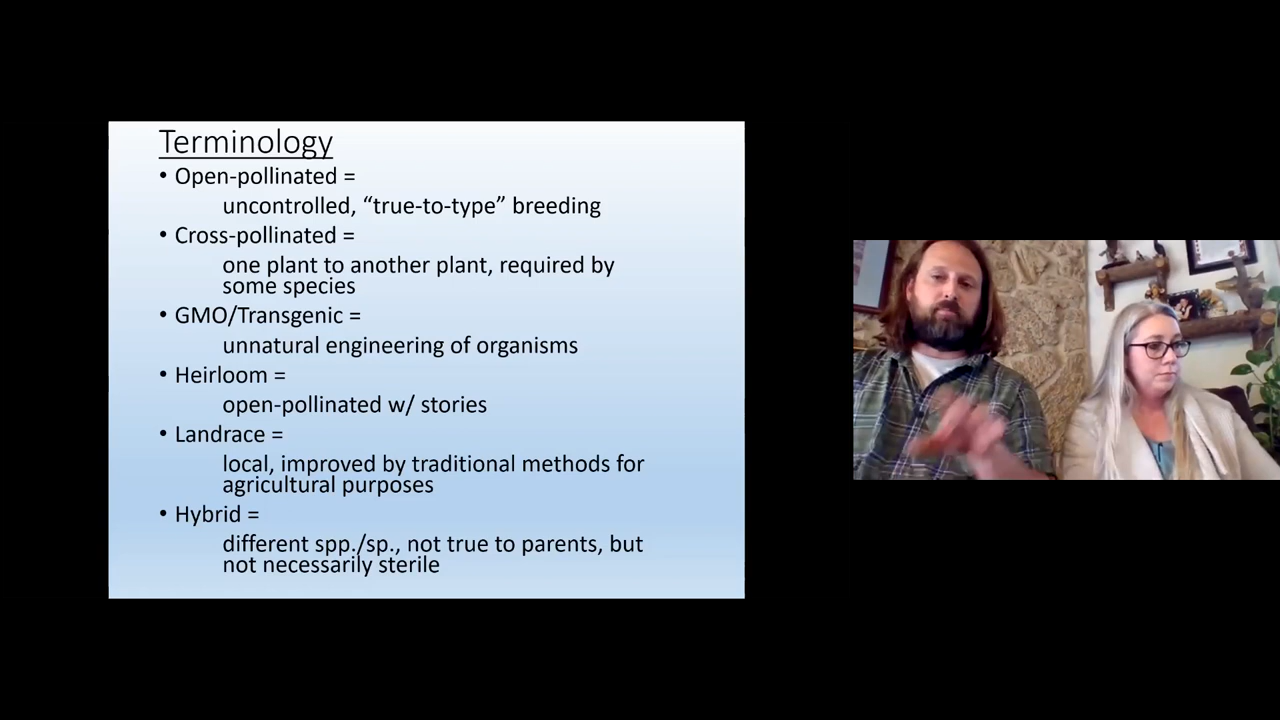 Terminology
• Open-pollinated =
uncontrolled, “true-to-type” breeding
• Cross-pollinated =
one plant to another plant, required by
some species
• GMO/Transgenic =
unnatural engineering of organisms
• Heirloom =
open-pollinated w/ stories
• Landrace =
local, improved by traditional methods for
agricultural purposes
• Hybrid =
different spp./sp., not true to parents, but
not necessarily sterile